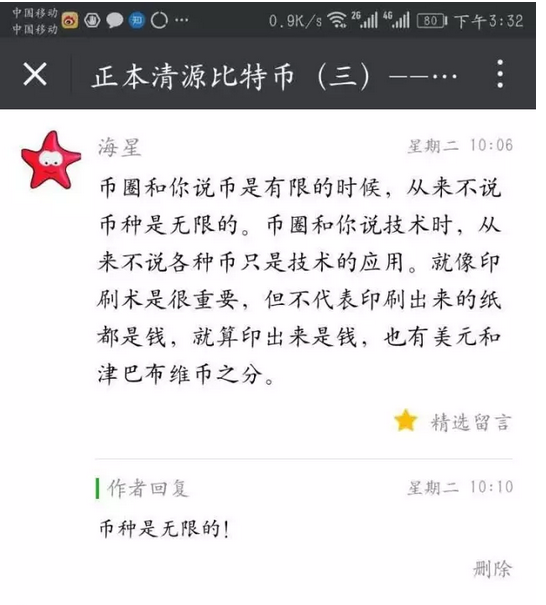 中国移动
中国移动
0.9K/s 2G 4G 80 下午3:32
正本清源比特币（三）——…
海星
星期二 10:06
币圈和你说币是有限的时候，从来不说
币种是无限的。币圈和你说技术时，从
来不说各种币只是技术的应用。就像印
刷术是很重要，但不代表印刷出来的纸
都是钱，就算印出来是钱，也有美元和
津巴布维币之分。
精选留言
作者回复
星期二 10:10
币种是无限的！
删除